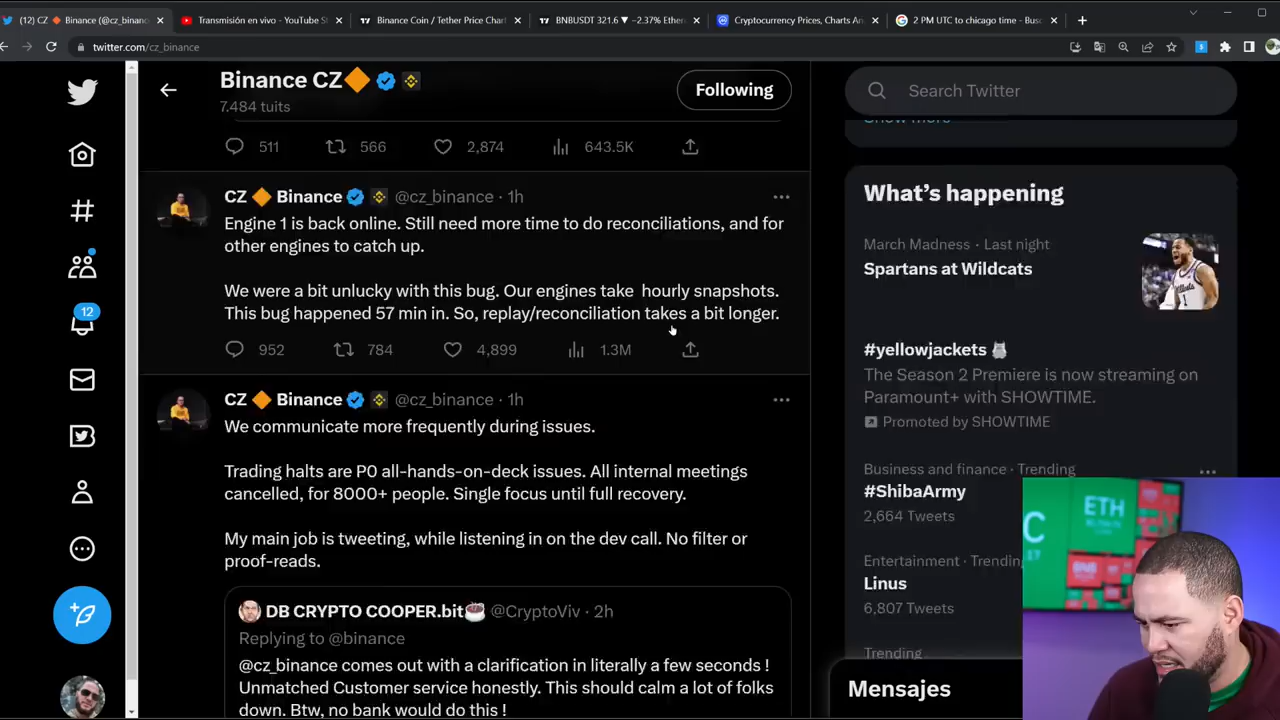 (12) CZ 🔶 Binance (@cz_binanc
Transmisión en vivo - YouTube S
Binance Coin / Tether Price Chart
BNBUSDT 321.6 ▼ −2.37% Ether
Cryptocurrency Prices, Charts An
2 PM UTC to chicago time - Bus
twitter.com/cz_binance
Binance CZ🔶
7.484 tuits
Following
511 566 2,874 643.5K
CZ 🔶 Binance @cz_binance · 1h
Engine 1 is back online. Still need more time to do reconciliations, and for
other engines to catch up.
We were a bit unlucky with this bug. Our engines take hourly snapshots.
This bug happened 57 min in. So, replay/reconciliation takes a bit longer.
952 784 4,899 1.3M
CZ 🔶 Binance @cz_binance · 1h
We communicate more frequently during issues.
Trading halts are P0 all-hands-on-deck issues. All internal meetings
cancelled, for 8000+ people. Single focus until full recovery.
My main job is tweeting, while listening in on the dev call. No filter or
proof-reads.
DB CRYPTO COOPER.bit☕ @CryptoViv · 2h
Replying to @binance
@cz_binance comes out with a clarification in literally a few seconds !
Unmatched Customer service honestly. This should calm a lot of folks
down. Btw, no bank would do this !
12
Search Twitter
Show more
What's happening
March Madness · Last night
Spartans at Wildcats
#yellowjackets
The Season 2 Premiere is now streaming on
Paramount+ with SHOWTIME.
Promoted by SHOWTIME
Business and finance · Trending
#ShibaArmy
2,664 Tweets
Entertainment · Trending
Linus
6,807 Tweets
Trending
Mensajes
ETH
C
17
BNB